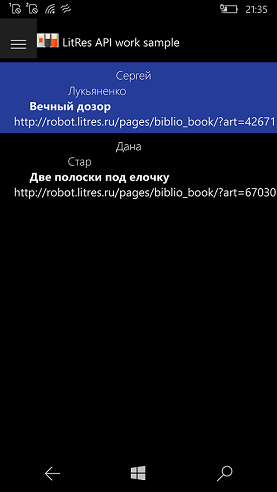 21:35
LitRes API work sample
Сергей
Лукьяненко
Вечный дозор
http://robot.litres.ru/pages/biblio_book/?art=42671
Дана
Стар
Две полоски под елочку
http://robot.litres.ru/pages/biblio_book/?art=67030